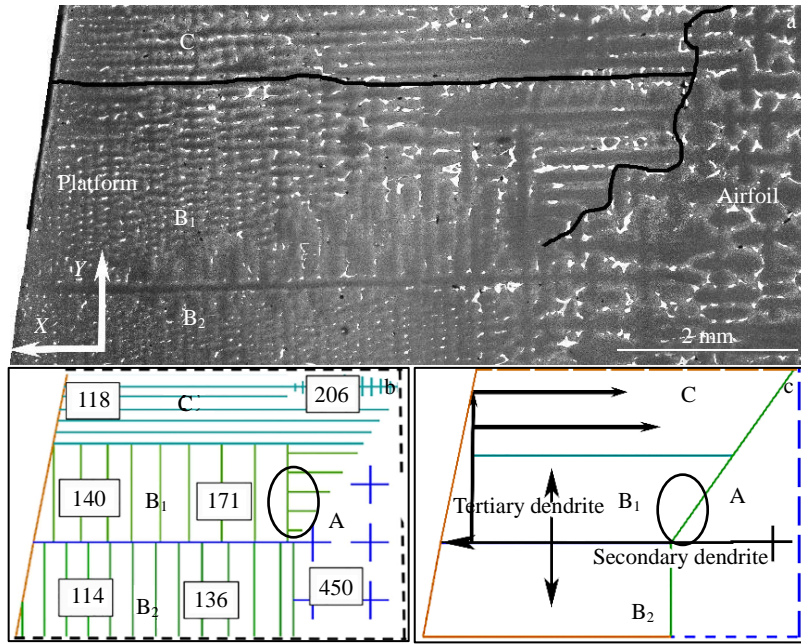 a
C
Platform
B1
Airfoil
Y
B2
X
2 mm
118
C
206
b
140
B1
171
A
114
B2
136
450
c
C
Tertiary dendrite
B1
A
Secondary dendrite
B2